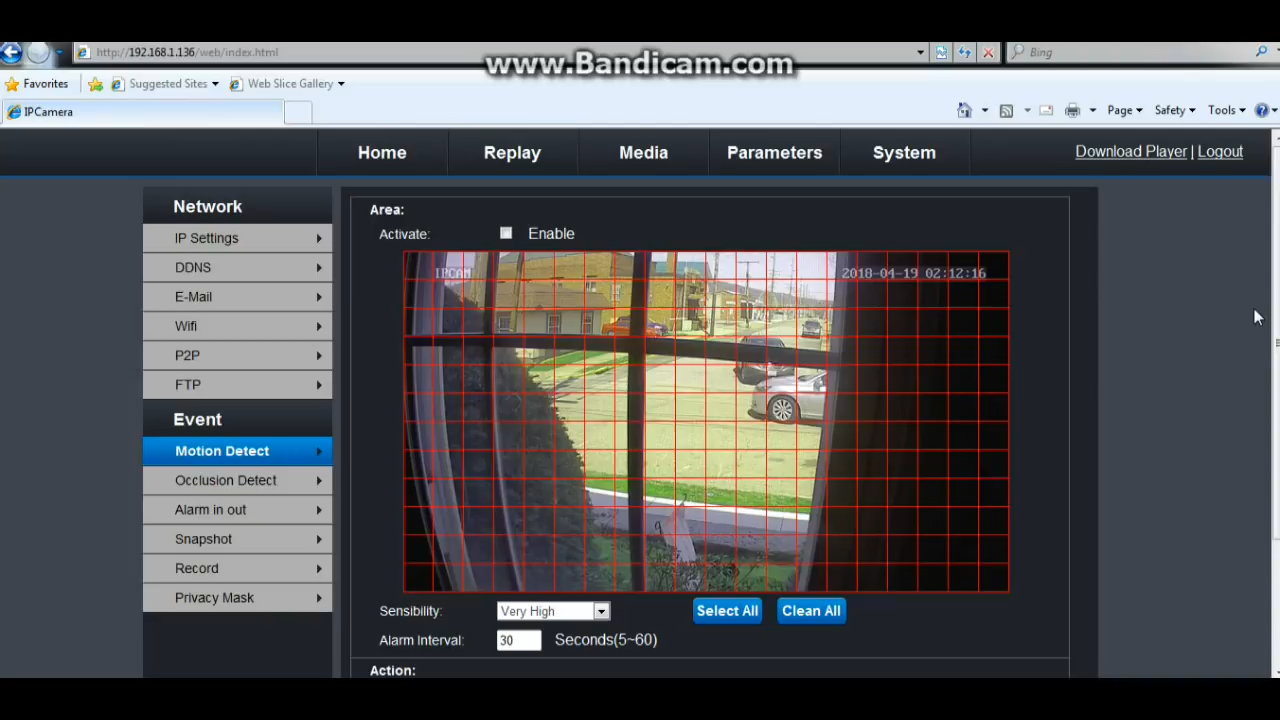 www.Bandicam.com
http://192.168.1.136/web/index.html
Bing
Favorites
Suggested Sites
Web Slice Gallery
IPCamera
Page
Safety
Tools
Home
Replay
Media
Parameters
System
Download Player | Logout
Network
IP Settings
DDNS
E-Mail
Wifi
P2P
FTP
Event
Motion Detect
Occlusion Detect
Alarm in out
Snapshot
Record
Privacy Mask
Area:
Activate:
Enable
IPCAM
2018-04-19 02:12:16
Sensibility:
Very High
Select All
Clean All
Alarm Interval:
30
Seconds(5~60)
Action: